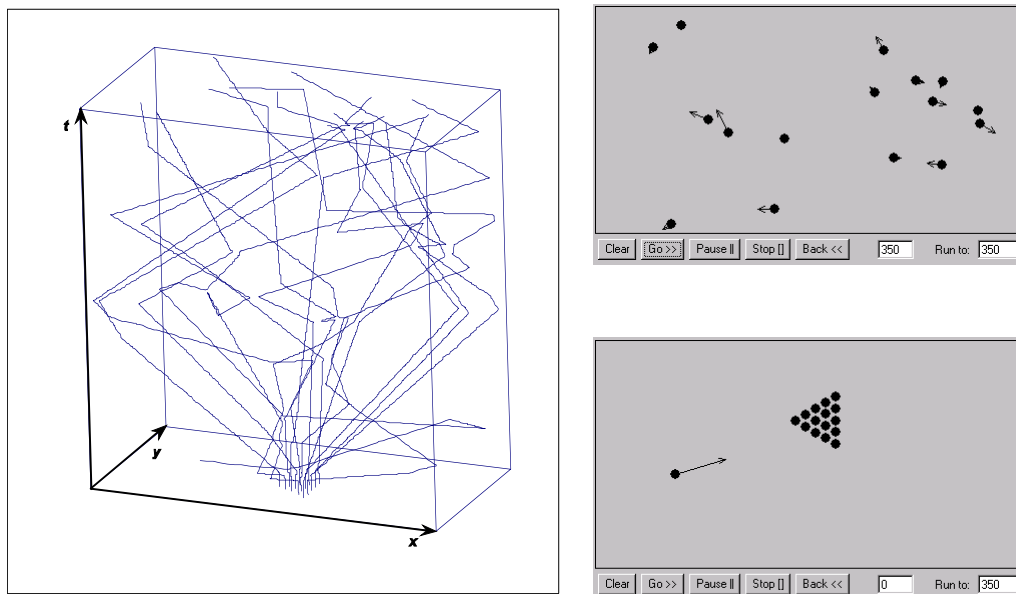 t
y
x
Clear Go >> Pause || Stop [] Back << 350 Run to: 350
Clear Go >> Pause || Stop [] Back << 0 Run to: 350